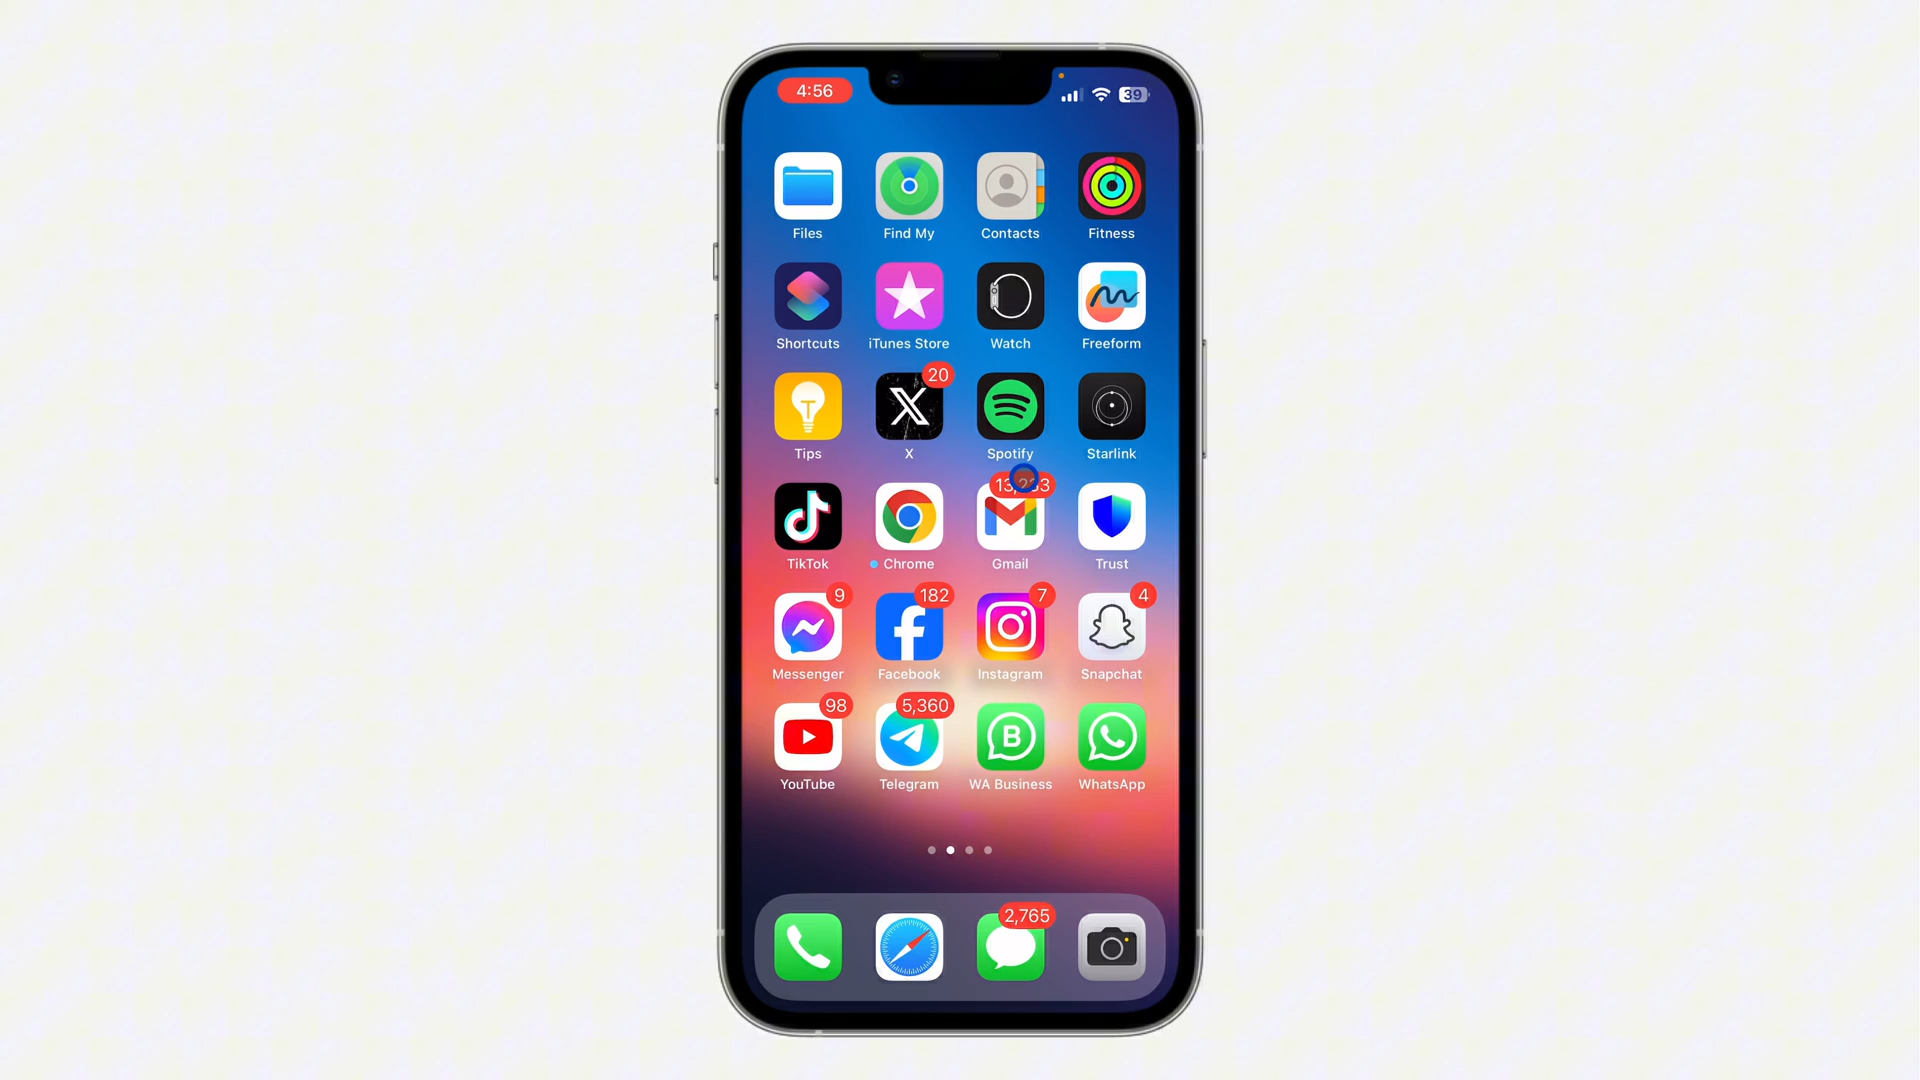 4:56
39
Files Find My Contacts Fitness
Shortcuts iTunes Store Watch Freeform
20
Tips X Spotify Starlink
TikTok Chrome Gmail Trust
9 182 7 4
Messenger Facebook Instagram Snapchat
98 5,360
B
YouTube Telegram WA Business WhatsApp
2,765